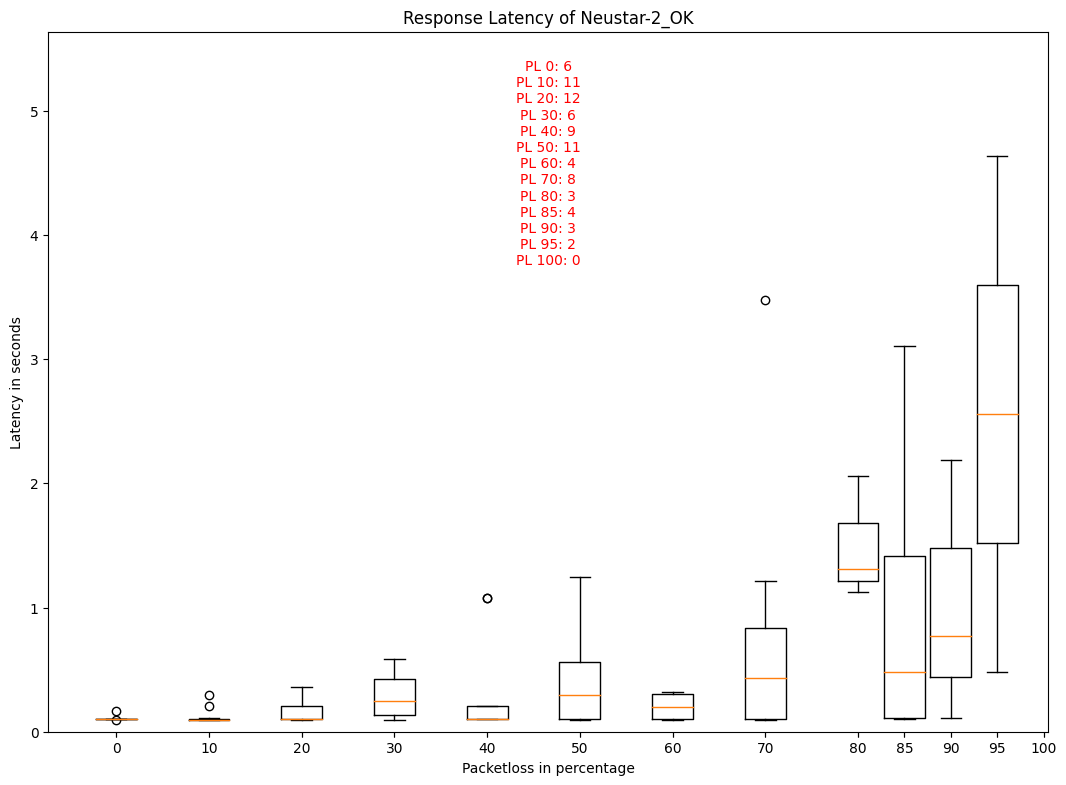 Response Latency of Neustar-2_OK
PL 0: 6
PL 10: 11
PL 20: 12
PL 30: 6
PL 40: 9
PL 50: 11
PL 60: 4
PL 70: 8
PL 80: 3
PL 85: 4
PL 90: 3
PL 95: 2
PL 100: 0
Latency in seconds
5
4
3
2
1
0
0 10 20 30 40 50 60 70 80 85 90 95 100
Packetloss in percentage